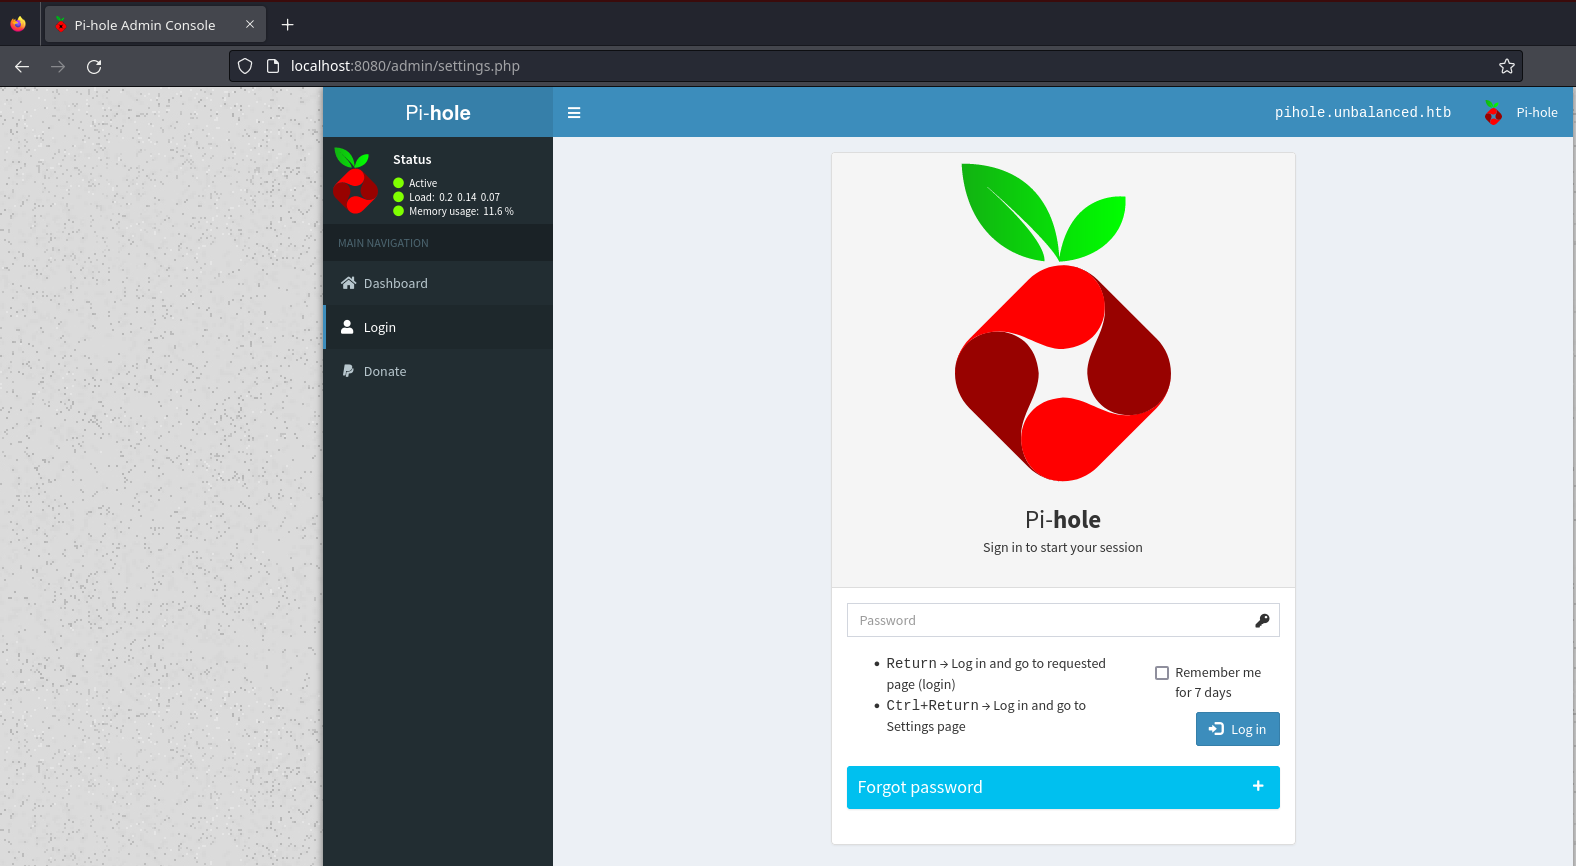 Pi-hole Admin Console
localhost:8080/admin/settings.php
Pi-hole
pihole.unbalanced.htb
Pi-hole
Status
Active
Load: 0.2 0.14 0.07
Memory usage: 11.6 %
MAIN NAVIGATION
Dashboard
Login
Donate
Pi-hole
Sign in to start your session
Password
Return → Log in and go to requested
page (login)
Ctrl+Return → Log in and go to
Settings page
Remember me
for 7 days
Log in
Forgot password